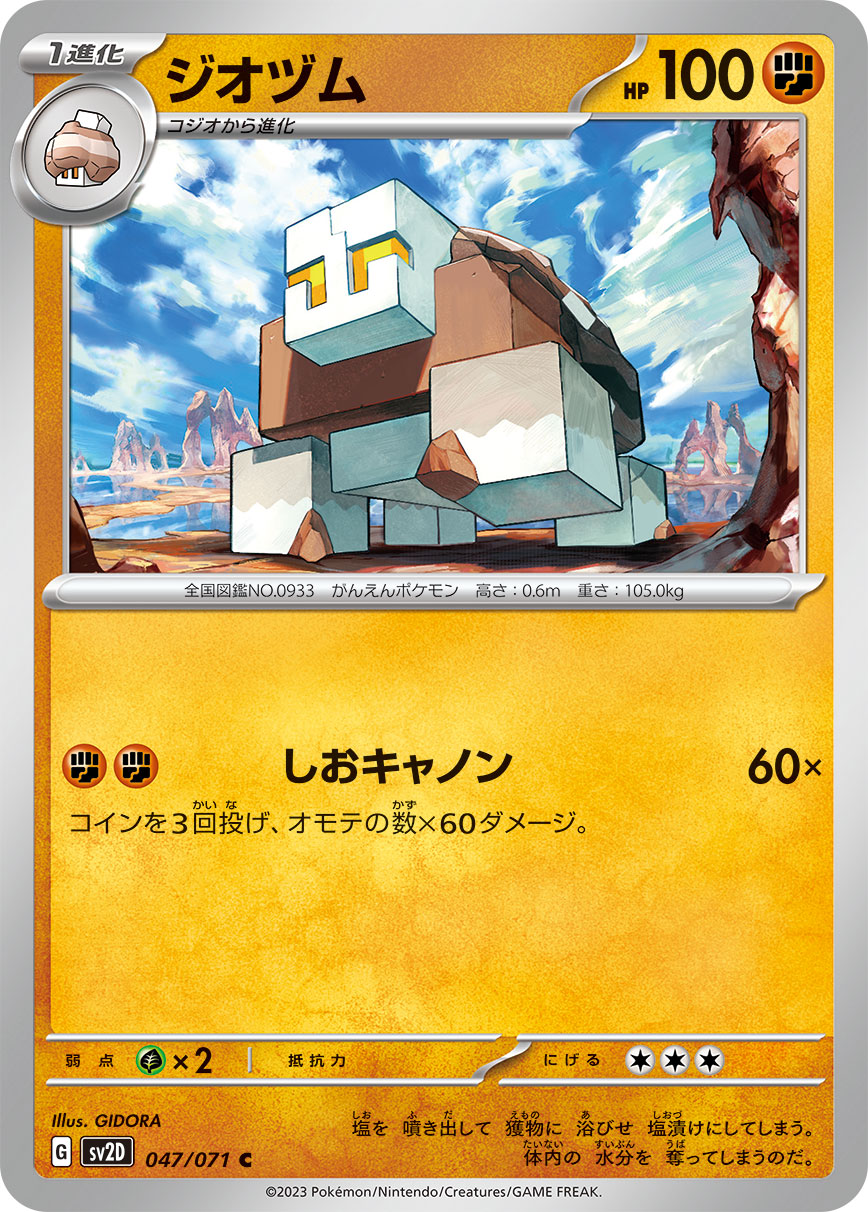 1進化
ジオヅム
HP 100
コジオから進化
全国図鑑NO.0933 がんえんポケモン 高さ:0.6m 重さ:105.0kg
しおキャノン 60×
コインを3回投げ、オモテの数×60ダメージ。
弱点 ×2 抵抗力 にげる
Illus. GIDORA
塩を 噴き出して 獲物に 浴びせ 塩漬けにしてしまう。
体内の 水分を 奪ってしまうのだ。
G sv2D 047/071 C
©2023 Pokémon/Nintendo/Creatures/GAME FREAK.